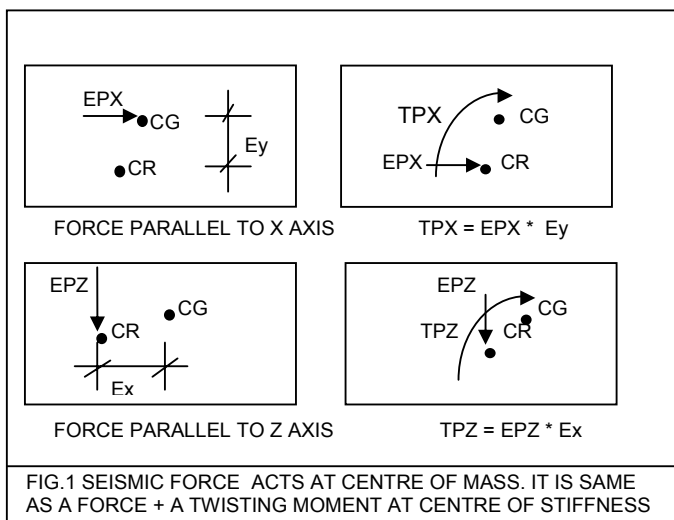 EPX
CG
Ey
CR
TPX
CG
EPX
CR
FORCE PARALLEL TO X AXIS
TPX = EPX * Ey
EPZ
CG
CR
Ex
EPZ
CG
TPZ
CR
FORCE PARALLEL TO Z AXIS
TPZ = EPZ * Ex
FIG.1 SEISMIC FORCE ACTS AT CENTRE OF MASS. IT IS SAME
AS A FORCE + A TWISTING MOMENT AT CENTRE OF STIFFNESS